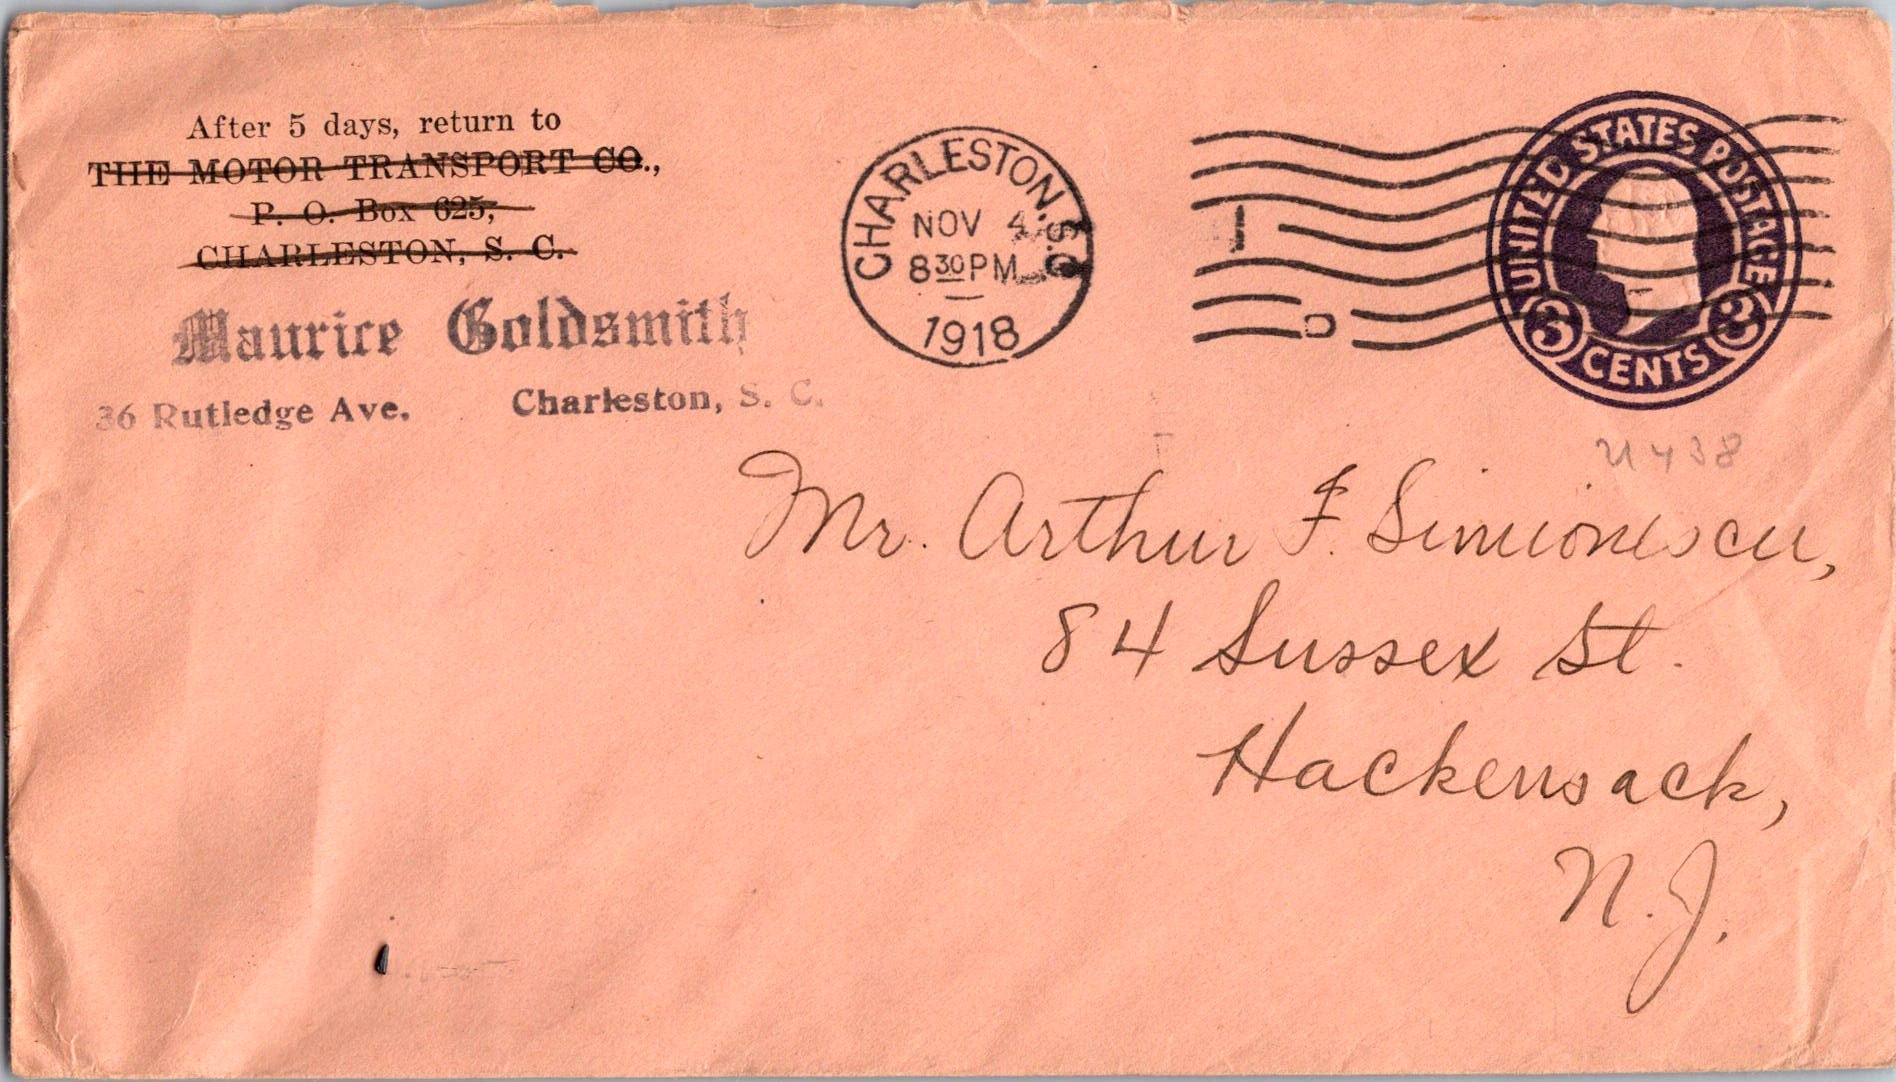 After 5 days, return to
THE MOTOR TRANSPORT CO.,
P. O. Box 625,
CHARLESTON, S. C.
Maurice Goldsmith
36 Rutledge Ave. Charleston, S. C.
CHARLESTON, S.C.
NOV 4
8 30 PM
1918
UNITED STATES POSTAGE
3 CENTS 3
U438
Mr. Arthur F. Simionescu,
84 Sussex St.
Hackensack,
N. J.